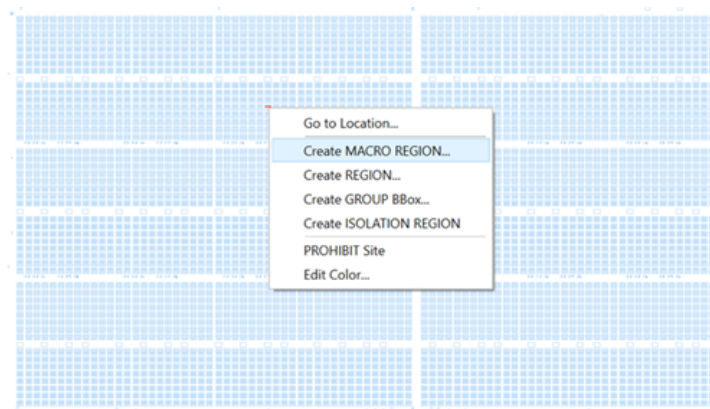 Go to Location...
Create MACRO REGION...
Create REGION...
Create GROUP BBox...
Create ISOLATION REGION
PROHIBIT Site
Edit Color...